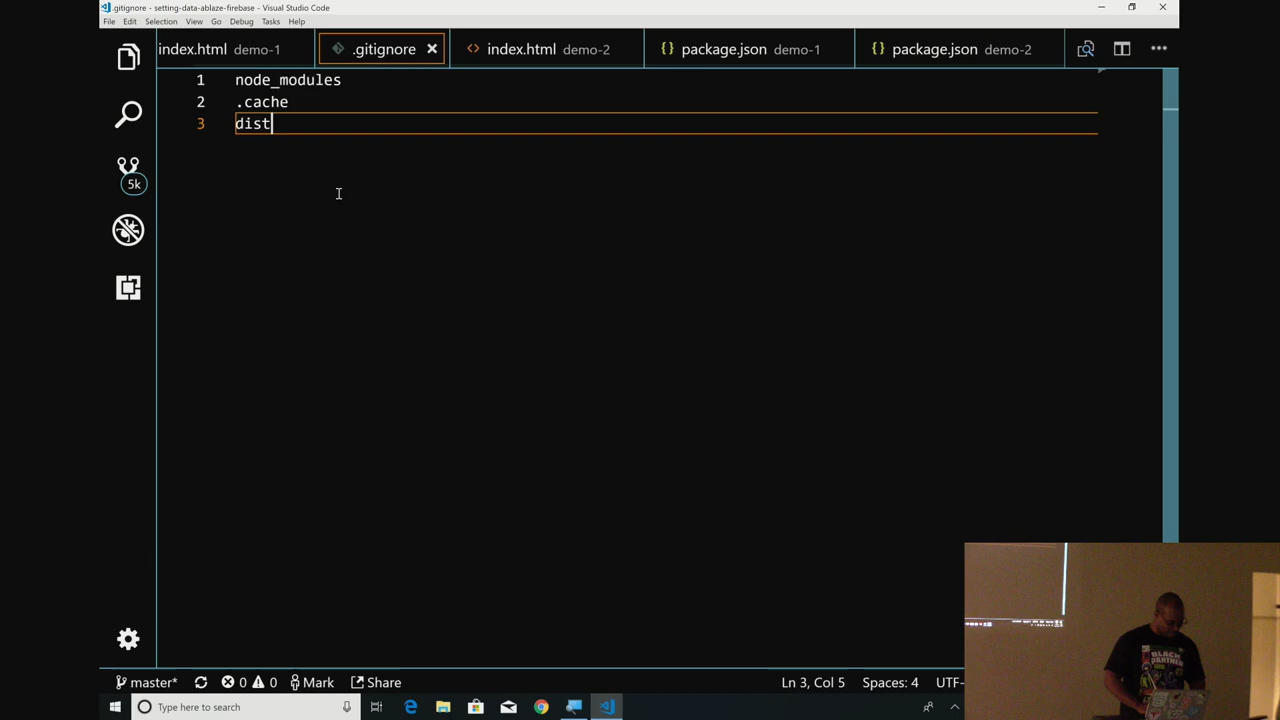 .gitignore - setting-data-ablaze-firebase - Visual Studio Code
File Edit Selection View Go Debug Tasks Help
index.html demo-1 .gitignore index.html demo-2 {} package.json demo-1 {} package.json demo-2
1 node_modules
2 .cache
3 dist
5k
master* 0 0 Mark Share Ln 3, Col 5 Spaces: 4 UTF-
Type here to search
BLACK
PANTHER